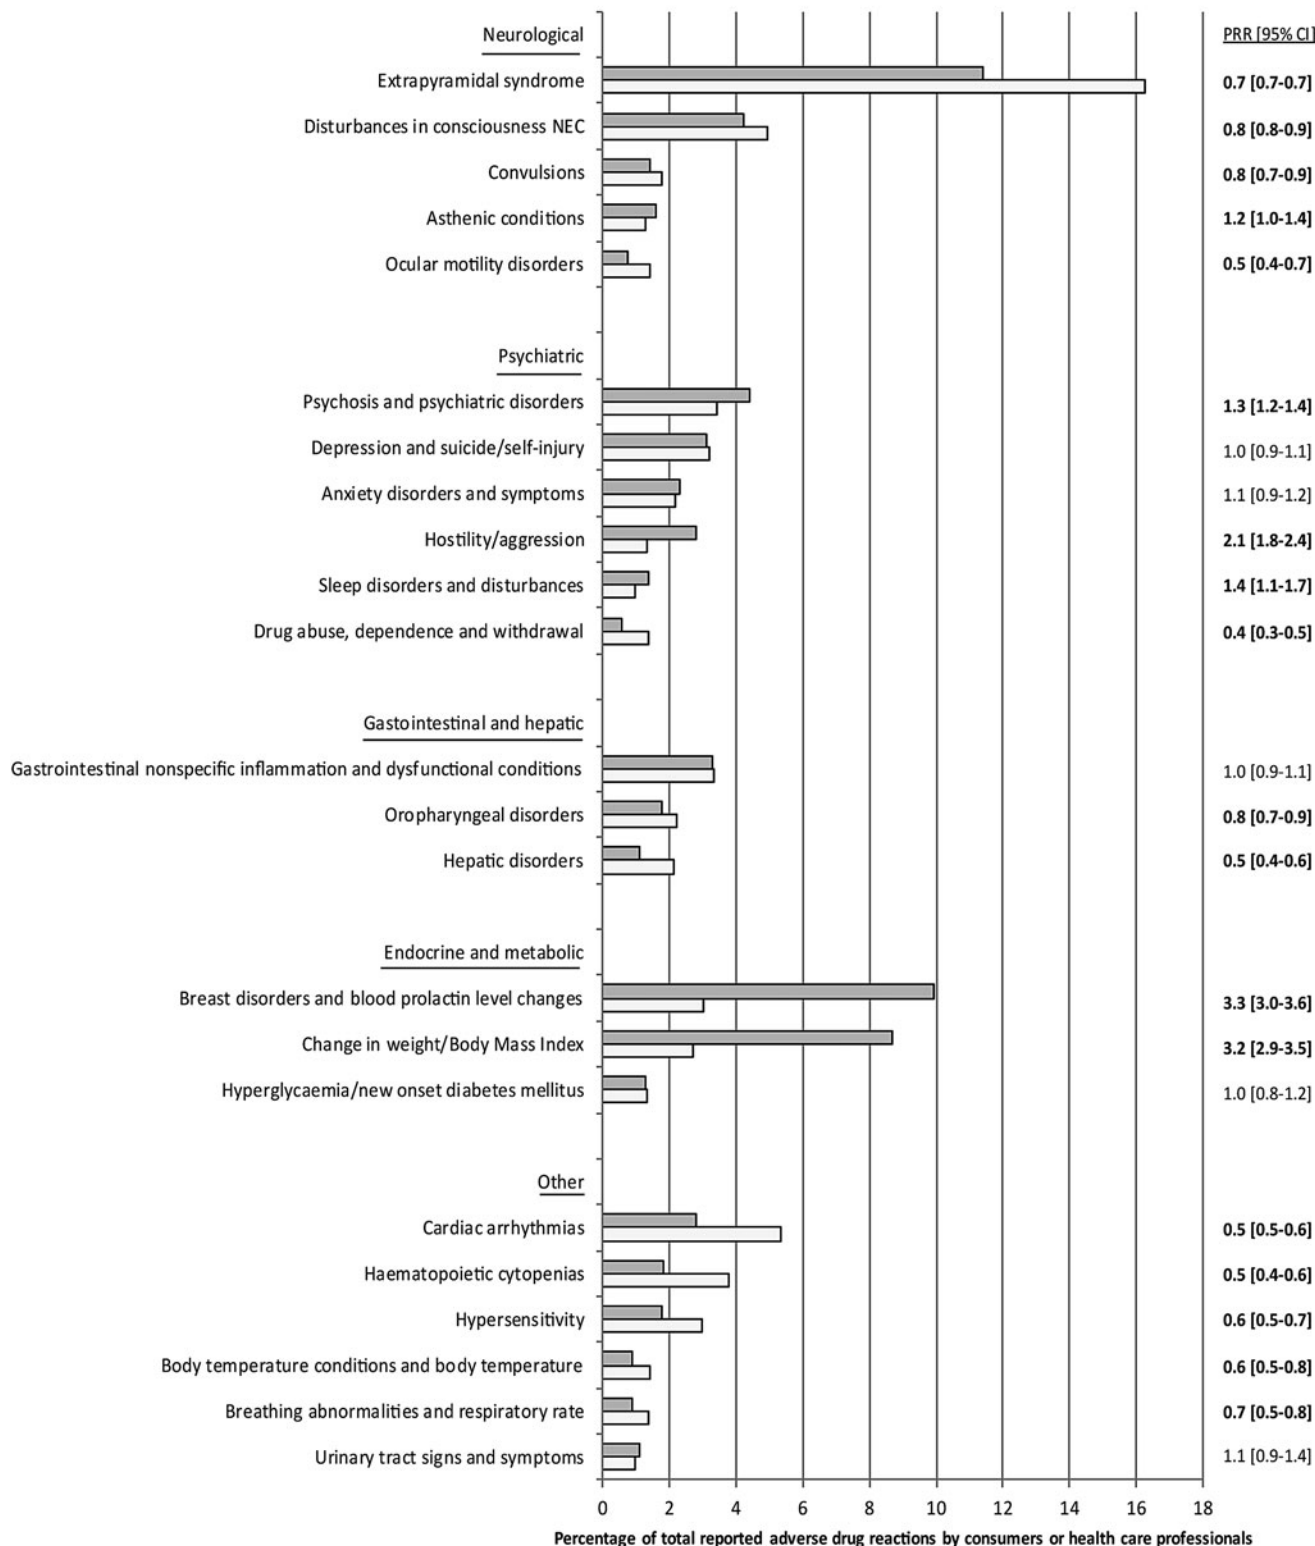 Neurological PRR [95% CI]
Extrapyramidal syndrome 0.7 [0.7-0.7]
Disturbances in consciousness NEC 0.8 [0.8-0.9]
Convulsions 0.8 [0.7-0.9]
Asthenic conditions 1.2 [1.0-1.4]
Ocular motility disorders 0.5 [0.4-0.7]
Psychiatric
Psychosis and psychiatric disorders 1.3 [1.2-1.4]
Depression and suicide/self-injury 1.0 [0.9-1.1]
Anxiety disorders and symptoms 1.1 [0.9-1.2]
Hostility/aggression 2.1 [1.8-2.4]
Sleep disorders and disturbances 1.4 [1.1-1.7]
Drug abuse, dependence and withdrawal 0.4 [0.3-0.5]
Gastointestinal and hepatic
Gastrointestinal nonspecific inflammation and dysfunctional conditions 1.0 [0.9-1.1]
Oropharyngeal disorders 0.8 [0.7-0.9]
Hepatic disorders 0.5 [0.4-0.6]
Endocrine and metabolic
Breast disorders and blood prolactin level changes 3.3 [3.0-3.6]
Change in weight/Body Mass Index 3.2 [2.9-3.5]
Hyperglycaemia/new onset diabetes mellitus 1.0 [0.8-1.2]
Other
Cardiac arrhythmias 0.5 [0.5-0.6]
Haematopoietic cytopenias 0.5 [0.4-0.6]
Hypersensitivity 0.6 [0.5-0.7]
Body temperature conditions and body temperature 0.6 [0.5-0.8]
Breathing abnormalities and respiratory rate 0.7 [0.5-0.8]
Urinary tract signs and symptoms 1.1 [0.9-1.4]
0 2 4 6 8 10 12 14 16 18
Percentage of total reported adverse drug reactions by consumers or health care professionals